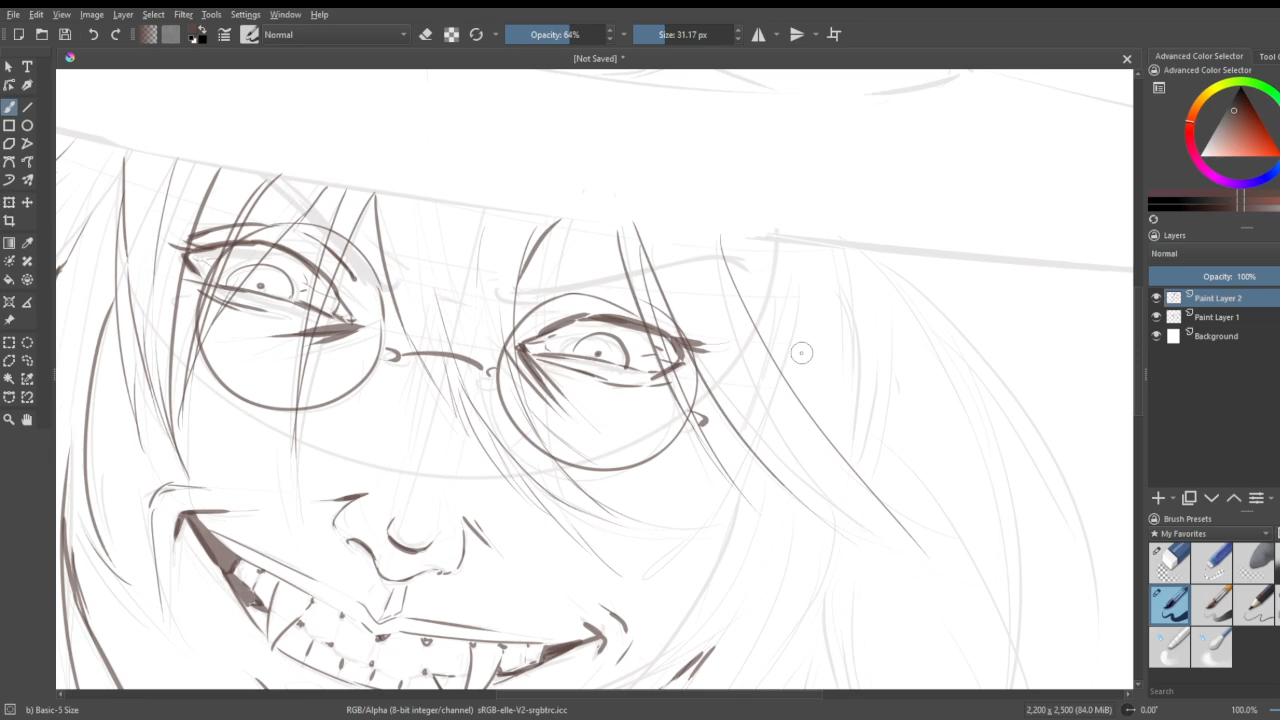 File Edit View Image Layer Select Filter Tools Settings Window Help
Normal Opacity: 64% Size: 31.17 px
[Not Saved] *
Advanced Color Selector Tool
Advanced Color Selector
Layers
Normal
Opacity: 100%
Paint Layer 2
Paint Layer 1
Background
Brush Presets
★ My Favorites
Search
b) Basic-5 Size RGB/Alpha (8-bit integer/channel) sRGB-elle-V2-srgbtrc.icc 2,200 x 2,500 (84.0 MiB) 0.00° 100.0%